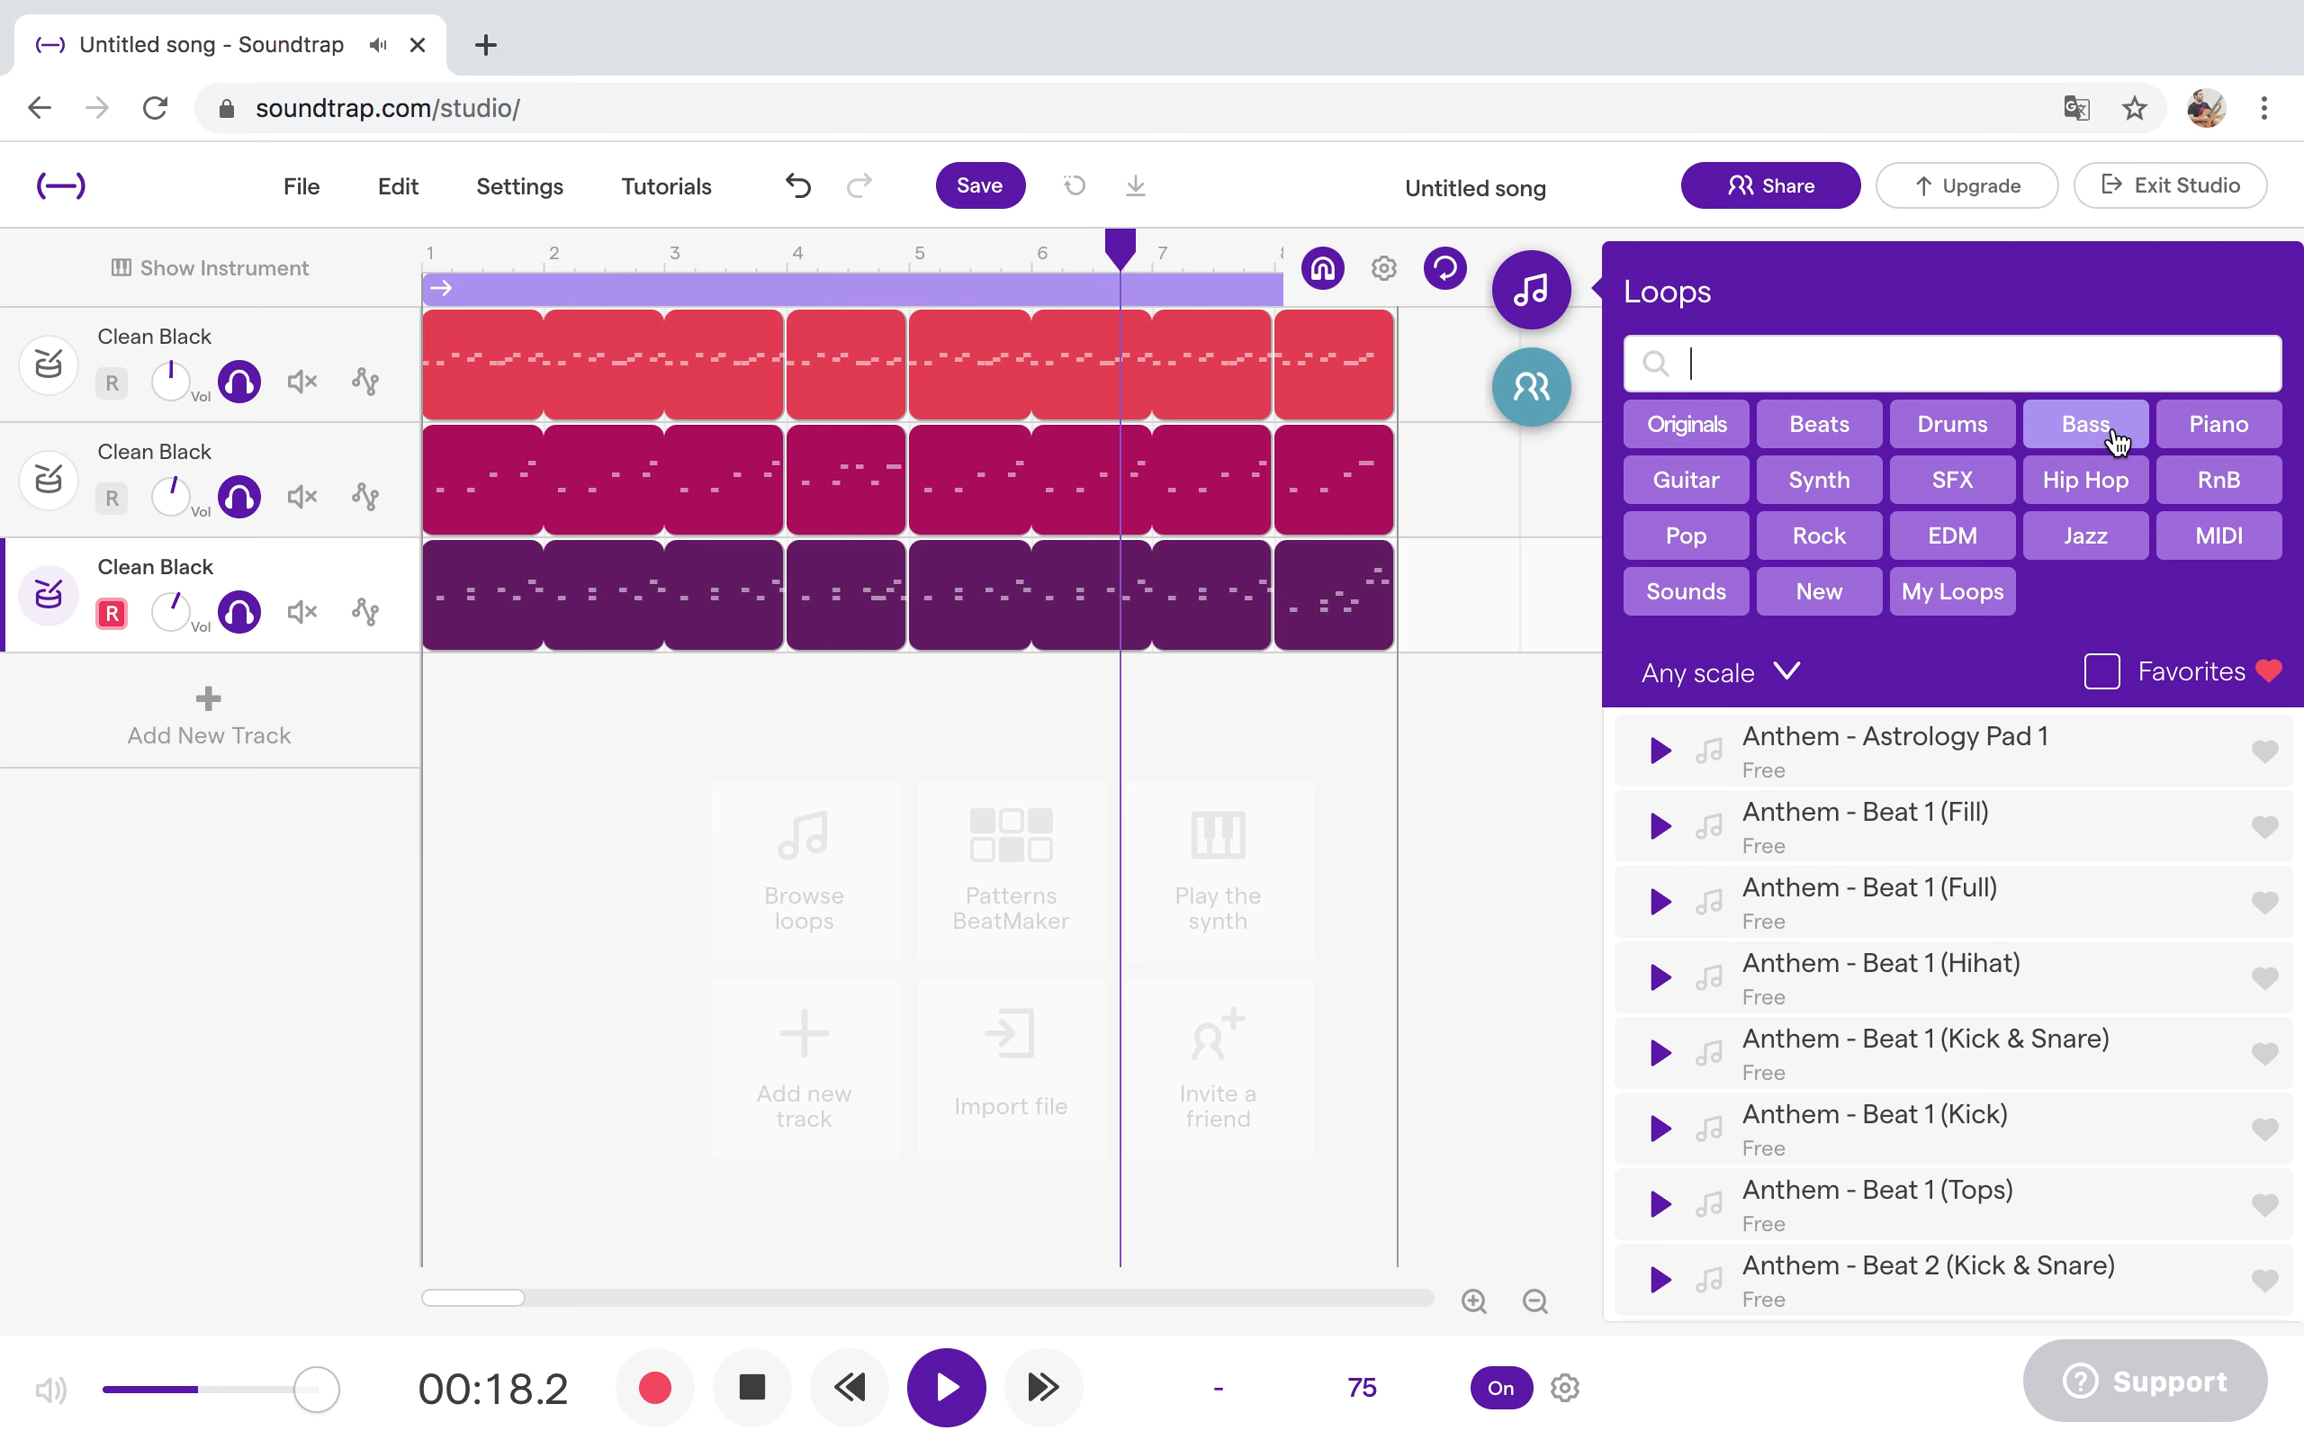 Untitled song - Soundtrap
soundtrap.com/studio/
File Edit Settings Tutorials Save Untitled song Share Upgrade Exit Studio
Show Instrument
1 2 3 4 5 6 7
Loops
Clean Black
R Vol
Originals Beats Drums Bass Piano
Clean Black
R Vol
Guitar Synth SFX Hip Hop RnB
Pop Rock EDM Jazz MIDI
Clean Black
R Vol
Sounds New My Loops
Any scale Favorites
Add New Track
Anthem - Astrology Pad 1
Free
Anthem - Beat 1 (Fill)
Free
Anthem - Beat 1 (Full)
Free
Anthem - Beat 1 (Hihat)
Free
Anthem - Beat 1 (Kick & Snare)
Free
Anthem - Beat 1 (Kick)
Free
Anthem - Beat 1 (Tops)
Free
Anthem - Beat 2 (Kick & Snare)
Free
Browse
loops
Patterns
BeatMaker
Play the
synth
Add new
track
Import file
Invite a
friend
00:18.2 - 75 On
Support